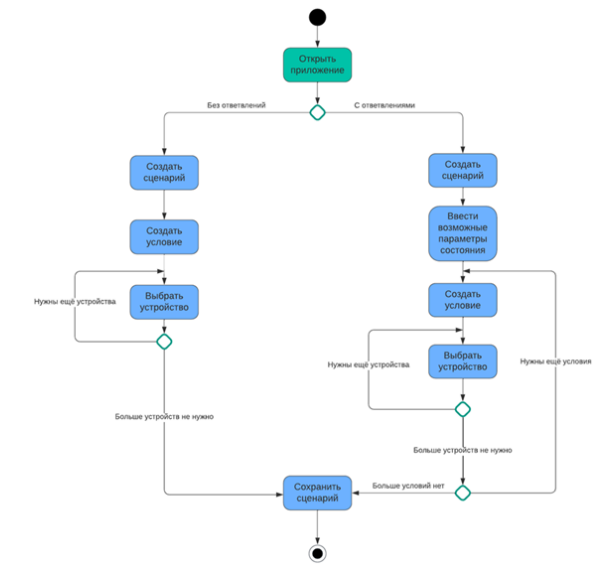 Открыть
приложение
Без ответвлений
С ответвлениями
Создать
сценарий
Создать
сценарий
Ввести
возможные
параметры
состояния
Создать
условие
Создать
условие
Выбрать
устройство
Нужны ещё устройства
Выбрать
устройство
Нужны ещё устройства
Нужны ещё условия
Больше устройств не нужно
Больше устройств не нужно
Больше условий нет
Сохранить
сценарий